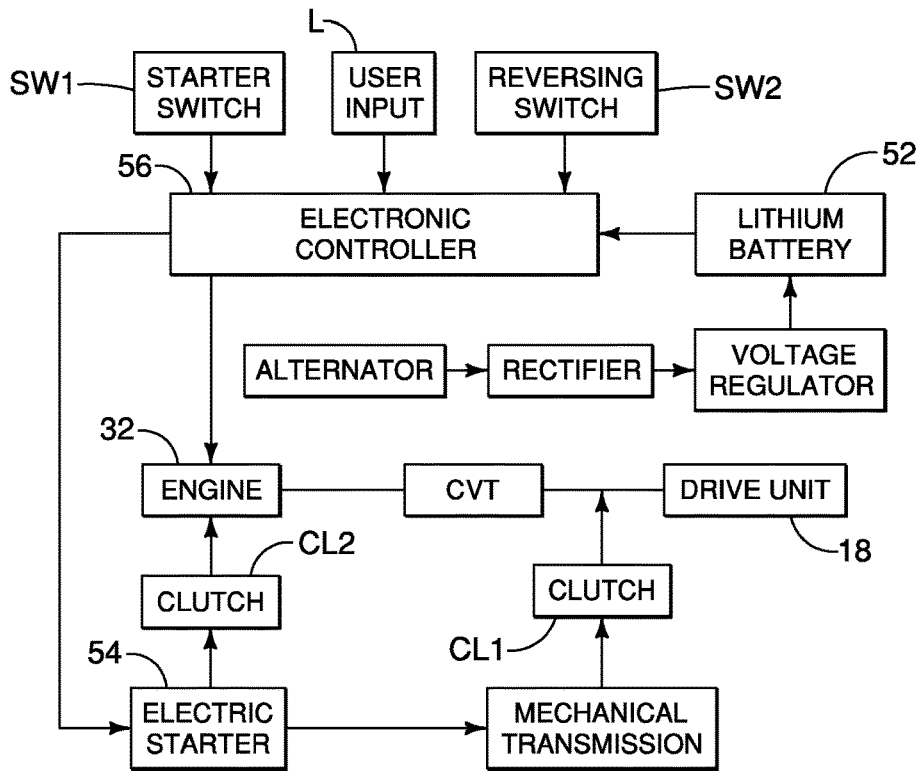 L
SW1
STARTER
SWITCH
USER
INPUT
REVERSING
SWITCH
SW2
56
52
ELECTRONIC
CONTROLLER
LITHIUM
BATTERY
ALTERNATOR
RECTIFIER
VOLTAGE
REGULATOR
32
ENGINE
CVT
DRIVE UNIT
18
CL2
CLUTCH
CLUTCH
CL1
54
ELECTRIC
STARTER
MECHANICAL
TRANSMISSION